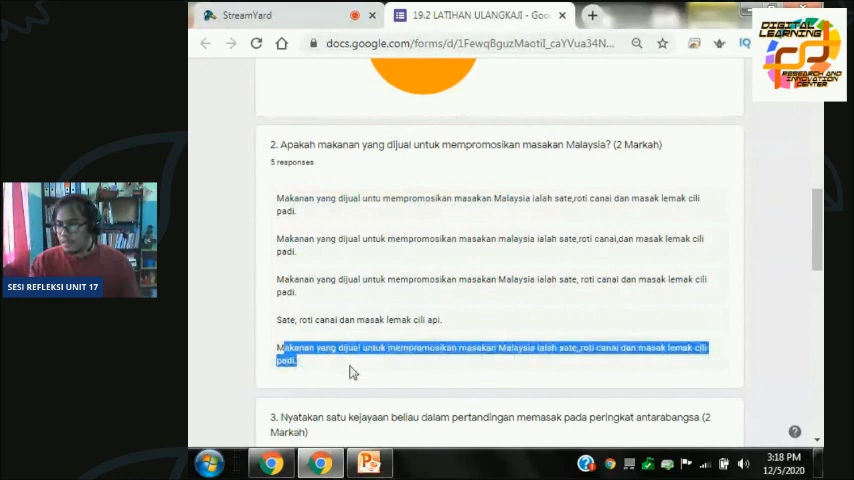 StreamYard
19.2 LATIHAN ULANGKAJI - Goo
DIGITAL
LEARNING
RESEARCH AND
INNOVATION
CENTER
docs.google.com/forms/d/1FewqBguzMaotiI_caYVua34N...
IQ
2. Apakah makanan yang dijual untuk mempromosikan masakan Malaysia? (2 Markah)
5 responses
Makanan yang dijual untu mempromosikan masakan Malaysia ialah sate,roti canai dan masak lemak cili
padi.
Makanan yang dijual untuk mempromosikan masakan malaysia ialah sate,roti canai,dan masak lemak cili
padi.
Makanan yang dijual untuk mempromosikan masakan Malaysia ialah sate, roti canai dan masak lemak cili
padi.
Sate, roti canai dan masak lemak cili api.
Makanan yang dijual untuk mempromosikan masakan Malaysia ialah sate,roti canai dan masak lemak cili
padi.
SESI REFLEKSI UNIT 17
3. Nyatakan satu kejayaan beliau dalam pertandingan memasak pada peringkat antarabangsa (2
Markah)
3:18 PM
12/5/2020